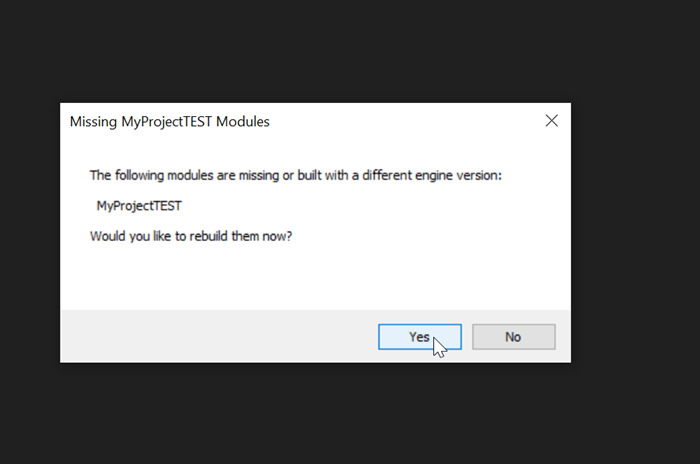 Missing MyProjectTEST Modules
The following modules are missing or built with a different engine version:
MyProjectTEST
Would you like to rebuild them now?
Yes
No